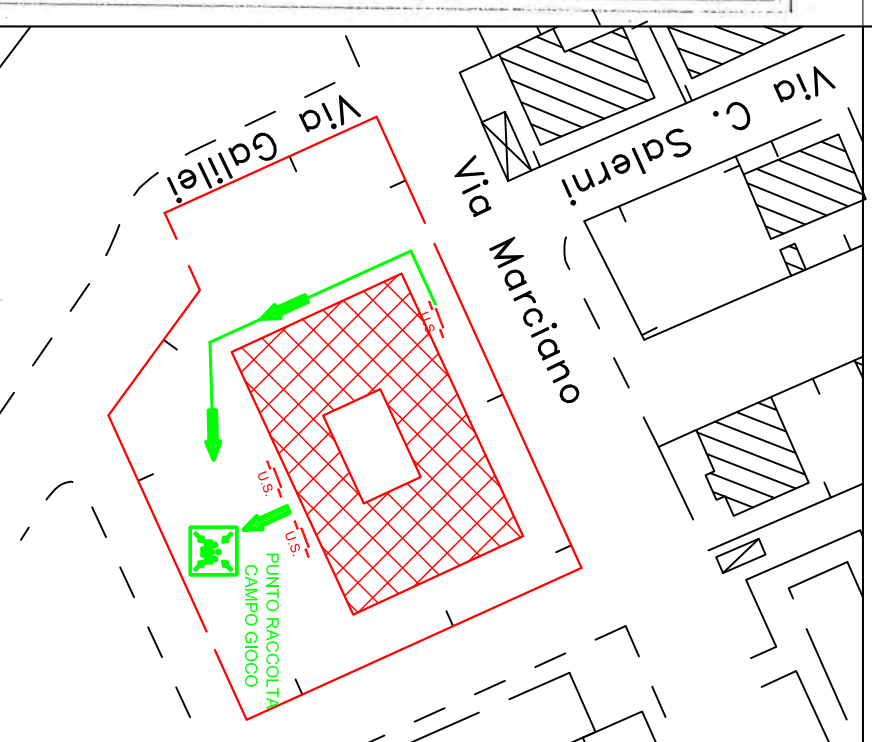 Via Galilei
Via C. Salerni
Via Marciano
U.S.
U.S.
U.S.
PUNTO RACCOLTA
CAMPO GIOCO